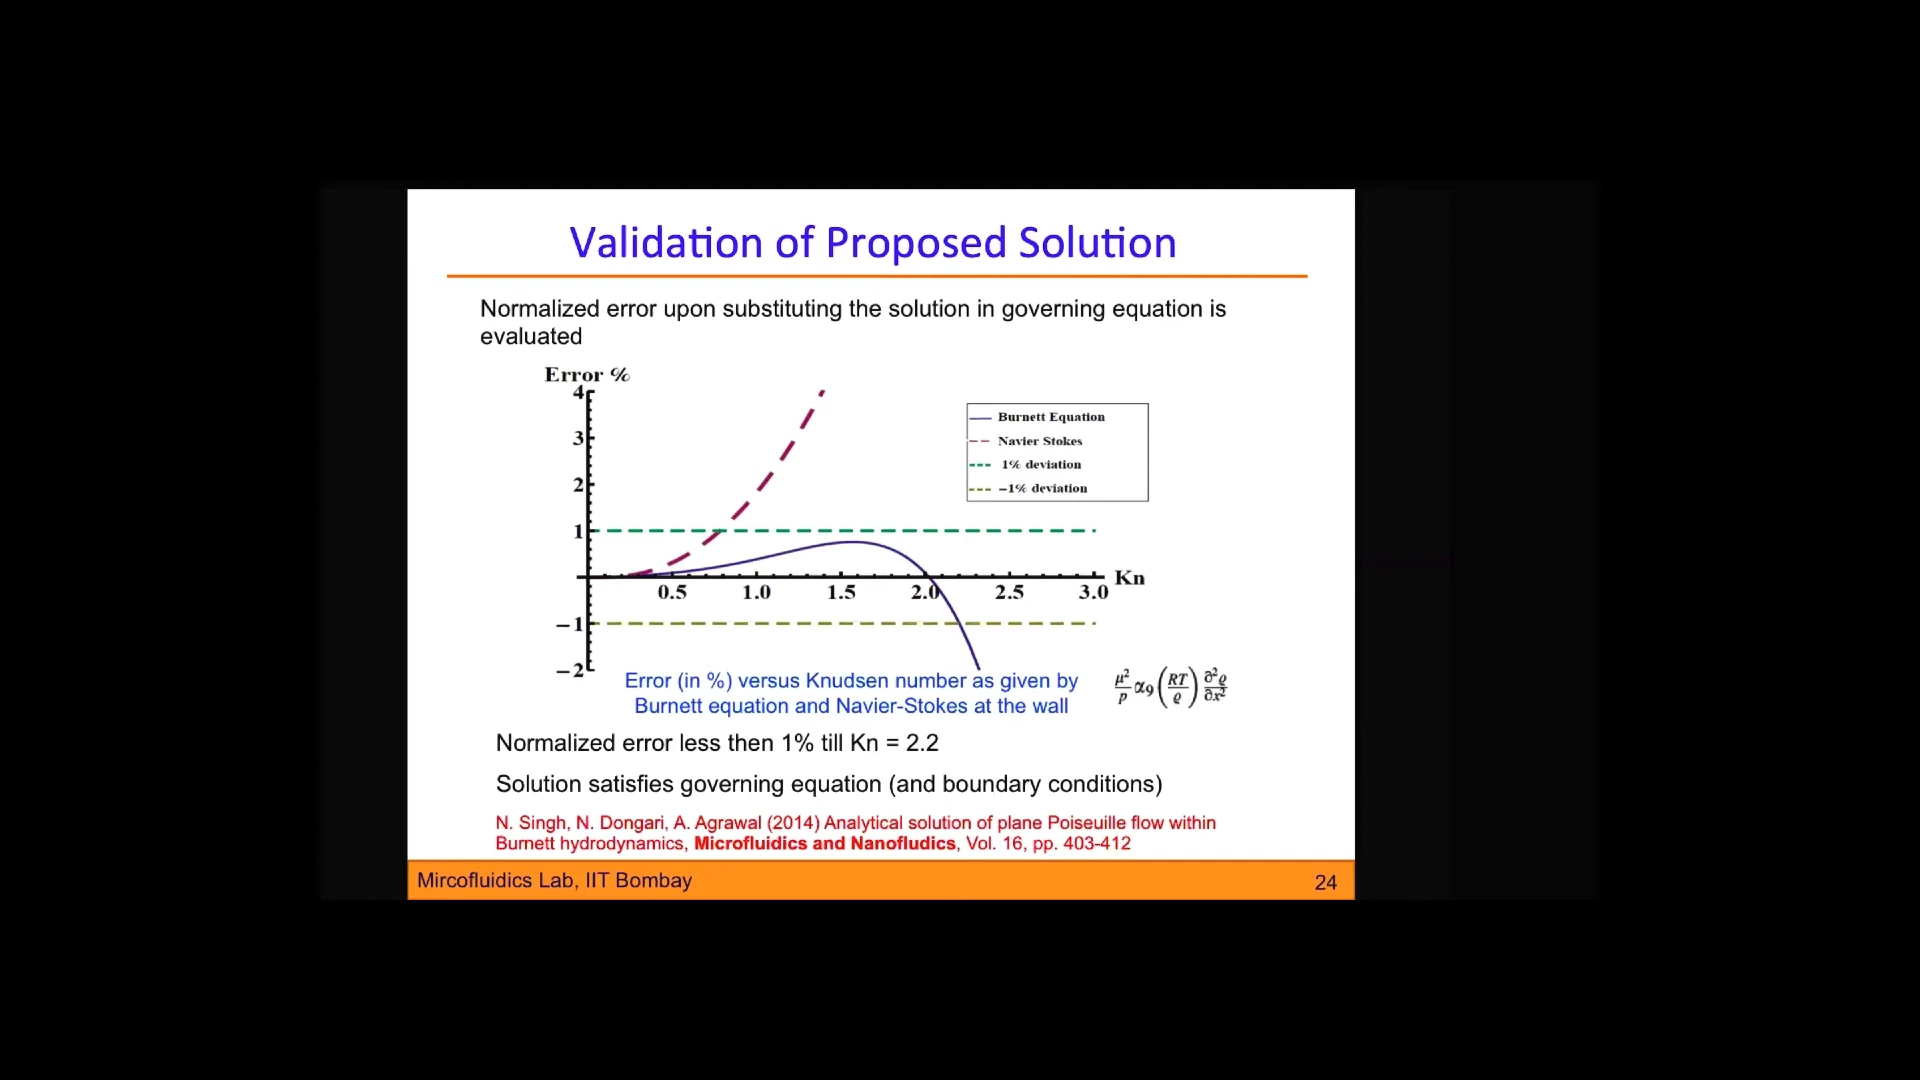 Validation of Proposed Solution
Normalized error upon substituting the solution in governing equation is
evaluated
Error %
4
3
2
1
−1
−2
0.5 1.0 1.5 2.0 2.5 3.0
Kn
Burnett Equation
Navier Stokes
1% deviation
−1% deviation
Error (in %) versus Knudsen number as given by
Burnett equation and Navier-Stokes at the wall
μ²/p α₉ (RT/ϱ) ∂²ϱ/∂x²
Normalized error less then 1% till Kn = 2.2
Solution satisfies governing equation (and boundary conditions)
N. Singh, N. Dongari, A. Agrawal (2014) Analytical solution of plane Poiseuille flow within
Burnett hydrodynamics, Microfluidics and Nanofludics, Vol. 16, pp. 403-412
Mircofluidics Lab, IIT Bombay
24